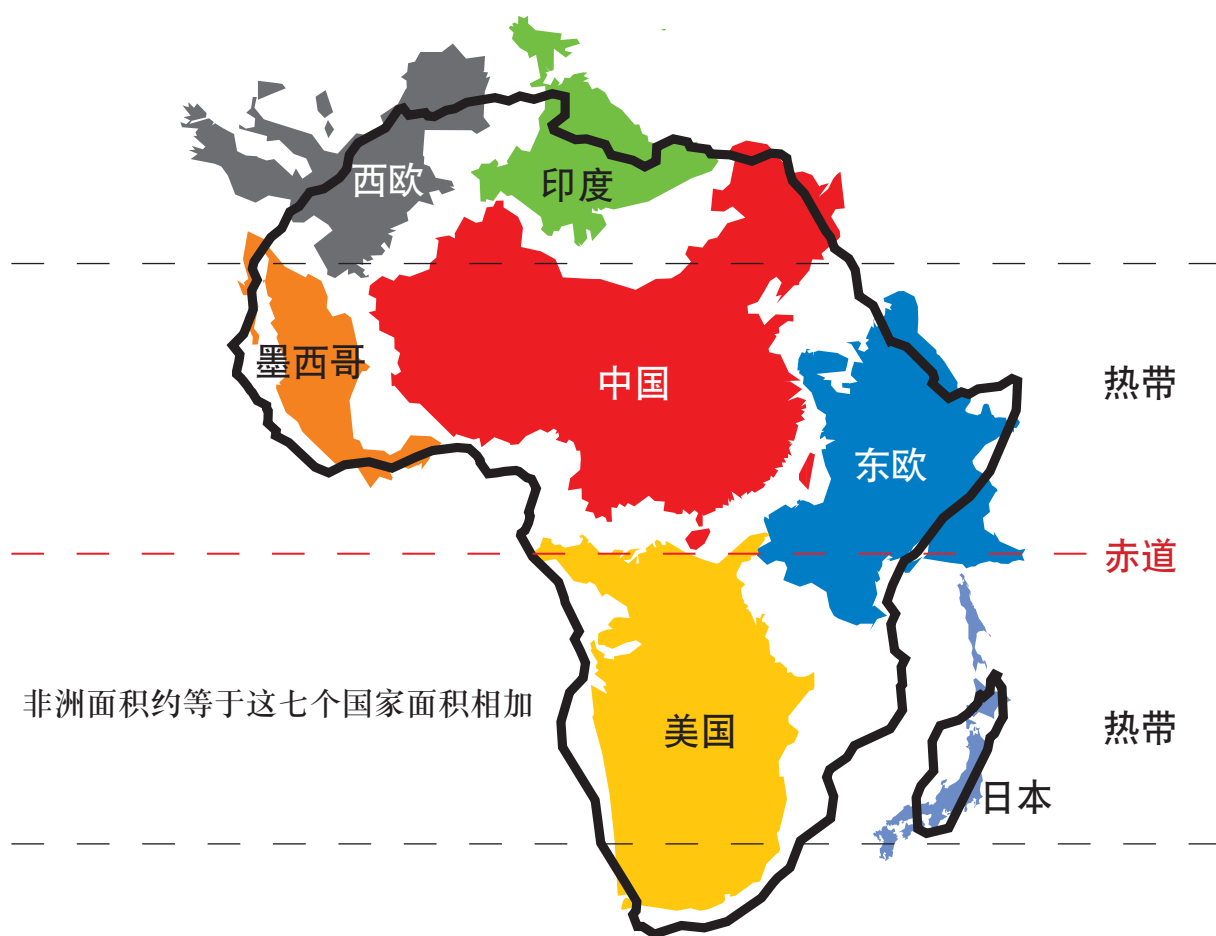 西欧
印度
墨西哥
中国
热带
东欧
赤道
非洲面积约等于这七个国家面积相加
美国
热带
日本